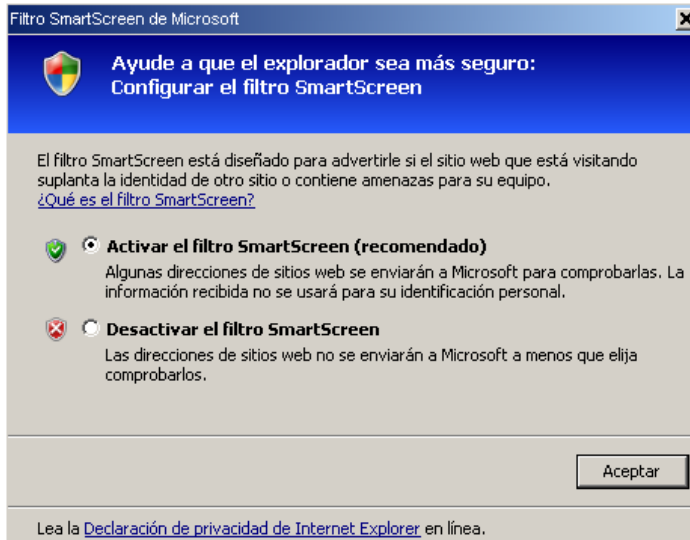 Filtro SmartScreen de Microsoft
Ayude a que el explorador sea más seguro:
Configurar el filtro SmartScreen
El filtro SmartScreen está diseñado para advertirle si el sitio web que está visitando
suplanta la identidad de otro sitio o contiene amenazas para su equipo.
¿Qué es el filtro SmartScreen?
Activar el filtro SmartScreen (recomendado)
Algunas direcciones de sitios web se enviarán a Microsoft para comprobarlas. La
información recibida no se usará para su identificación personal.
Desactivar el filtro SmartScreen
Las direcciones de sitios web no se enviarán a Microsoft a menos que elija
comprobarlos.
Aceptar
Lea la Declaración de privacidad de Internet Explorer en línea.